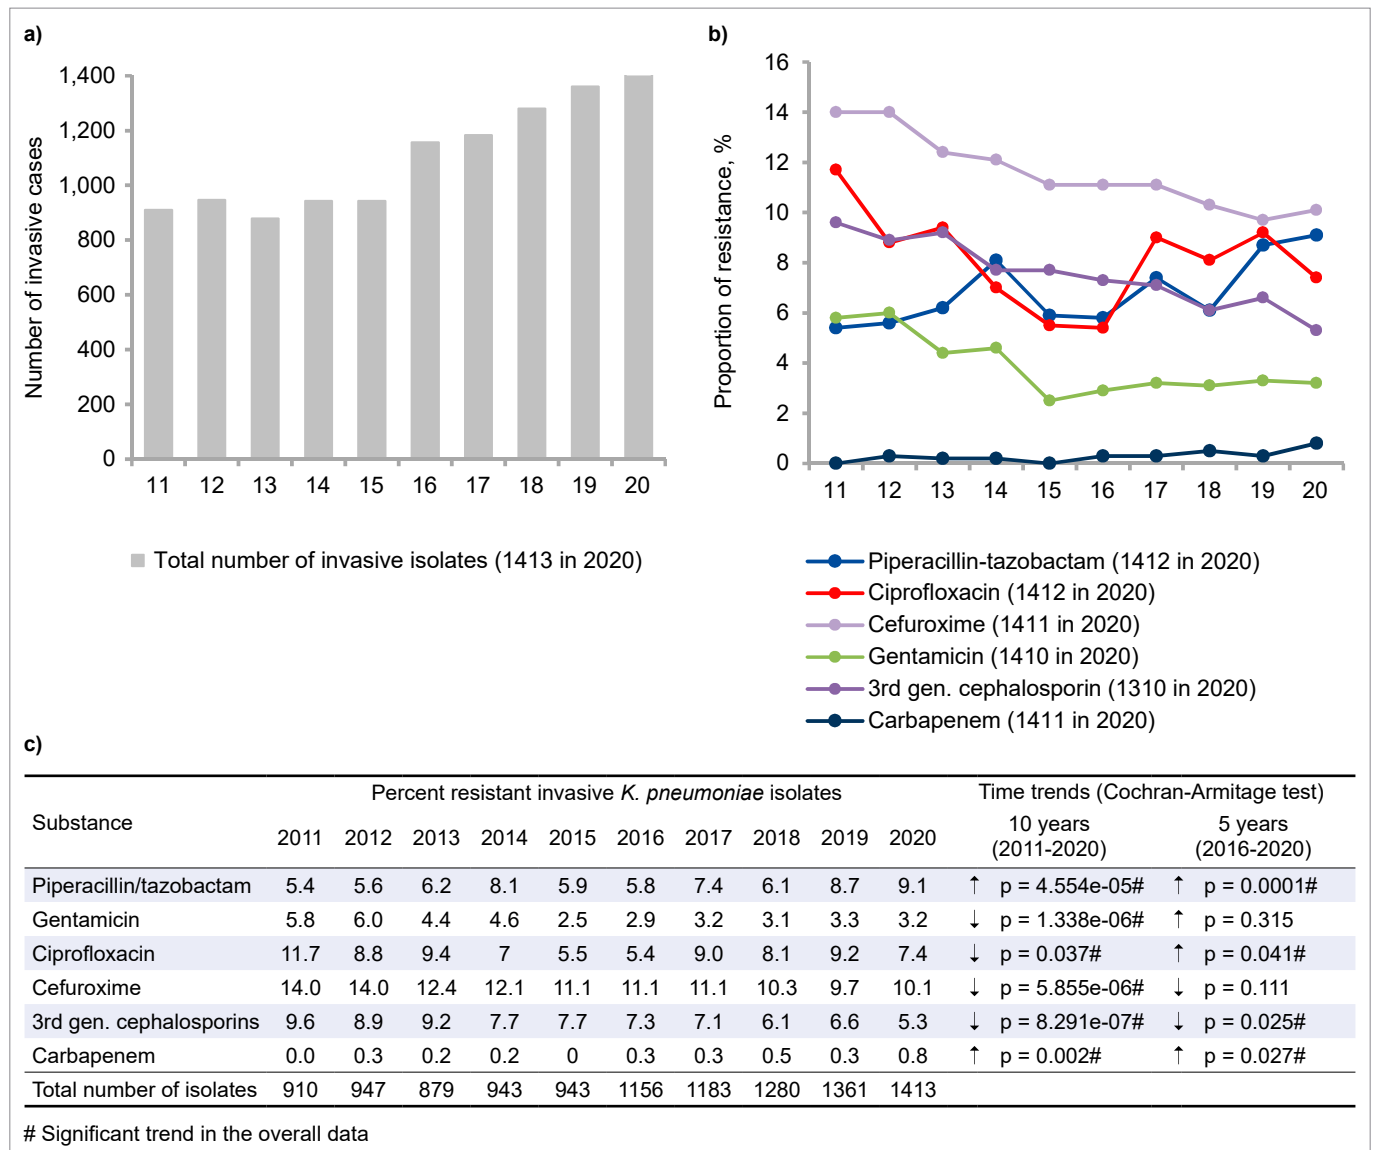 a)
Number of invasive cases
1,400
1,200
1,000
800
600
400
200
0
11 12 13 14 15 16 17 18 19 20
Total number of invasive isolates (1413 in 2020)
b)
Proportion of resistance, %
16
14
12
10
8
6
4
2
0
11 12 13 14 15 16 17 18 19 20
Piperacillin-tazobactam (1412 in 2020)
Ciprofloxacin (1412 in 2020)
Cefuroxime (1411 in 2020)
Gentamicin (1410 in 2020)
3rd gen. cephalosporin (1310 in 2020)
Carbapenem (1411 in 2020)
c)
Percent resistant invasive K. pneumoniae isolates Time trends (Cochran-Armitage test)
Substance 2011 2012 2013 2014 2015 2016 2017 2018 2019 2020 10 years 5 years
(2011-2020) (2016-2020)
Piperacillin/tazobactam 5.4 5.6 6.2 8.1 5.9 5.8 7.4 6.1 8.7 9.1 ↑ p = 4.554e-05# ↑ p = 0.0001#
Gentamicin 5.8 6.0 4.4 4.6 2.5 2.9 3.2 3.1 3.3 3.2 ↓ p = 1.338e-06# ↑ p = 0.315
Ciprofloxacin 11.7 8.8 9.4 7 5.5 5.4 9.0 8.1 9.2 7.4 ↓ p = 0.037# ↑ p = 0.041#
Cefuroxime 14.0 14.0 12.4 12.1 11.1 11.1 11.1 10.3 9.7 10.1 ↓ p = 5.855e-06# ↓ p = 0.111
3rd gen. cephalosporins 9.6 8.9 9.2 7.7 7.7 7.3 7.1 6.1 6.6 5.3 ↓ p = 8.291e-07# ↓ p = 0.025#
Carbapenem 0.0 0.3 0.2 0.2 0 0.3 0.3 0.5 0.3 0.8 ↑ p = 0.002# ↑ p = 0.027#
Total number of isolates 910 947 879 943 943 1156 1183 1280 1361 1413
# Significant trend in the overall data